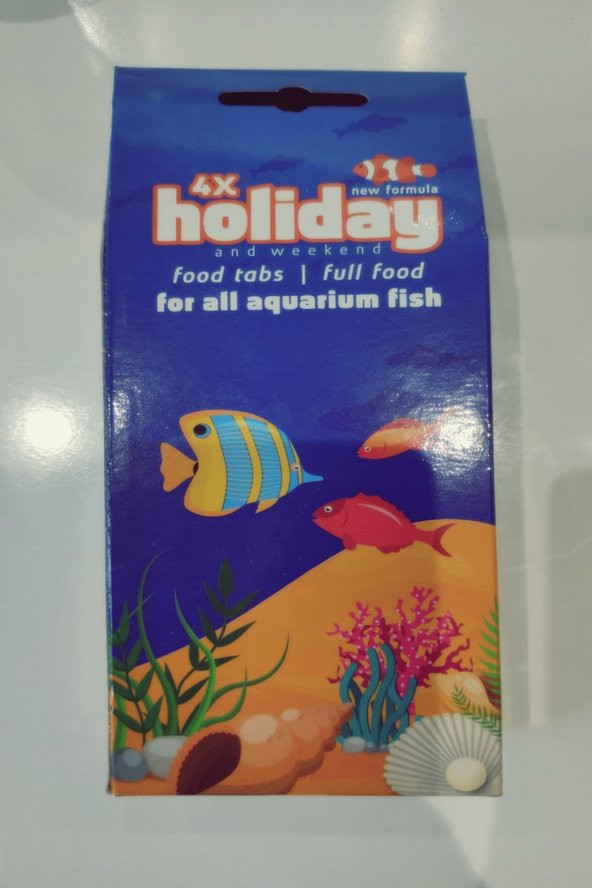 4X
new formula
holiday
and weekend
food tabs | full food
for all aquarium fish